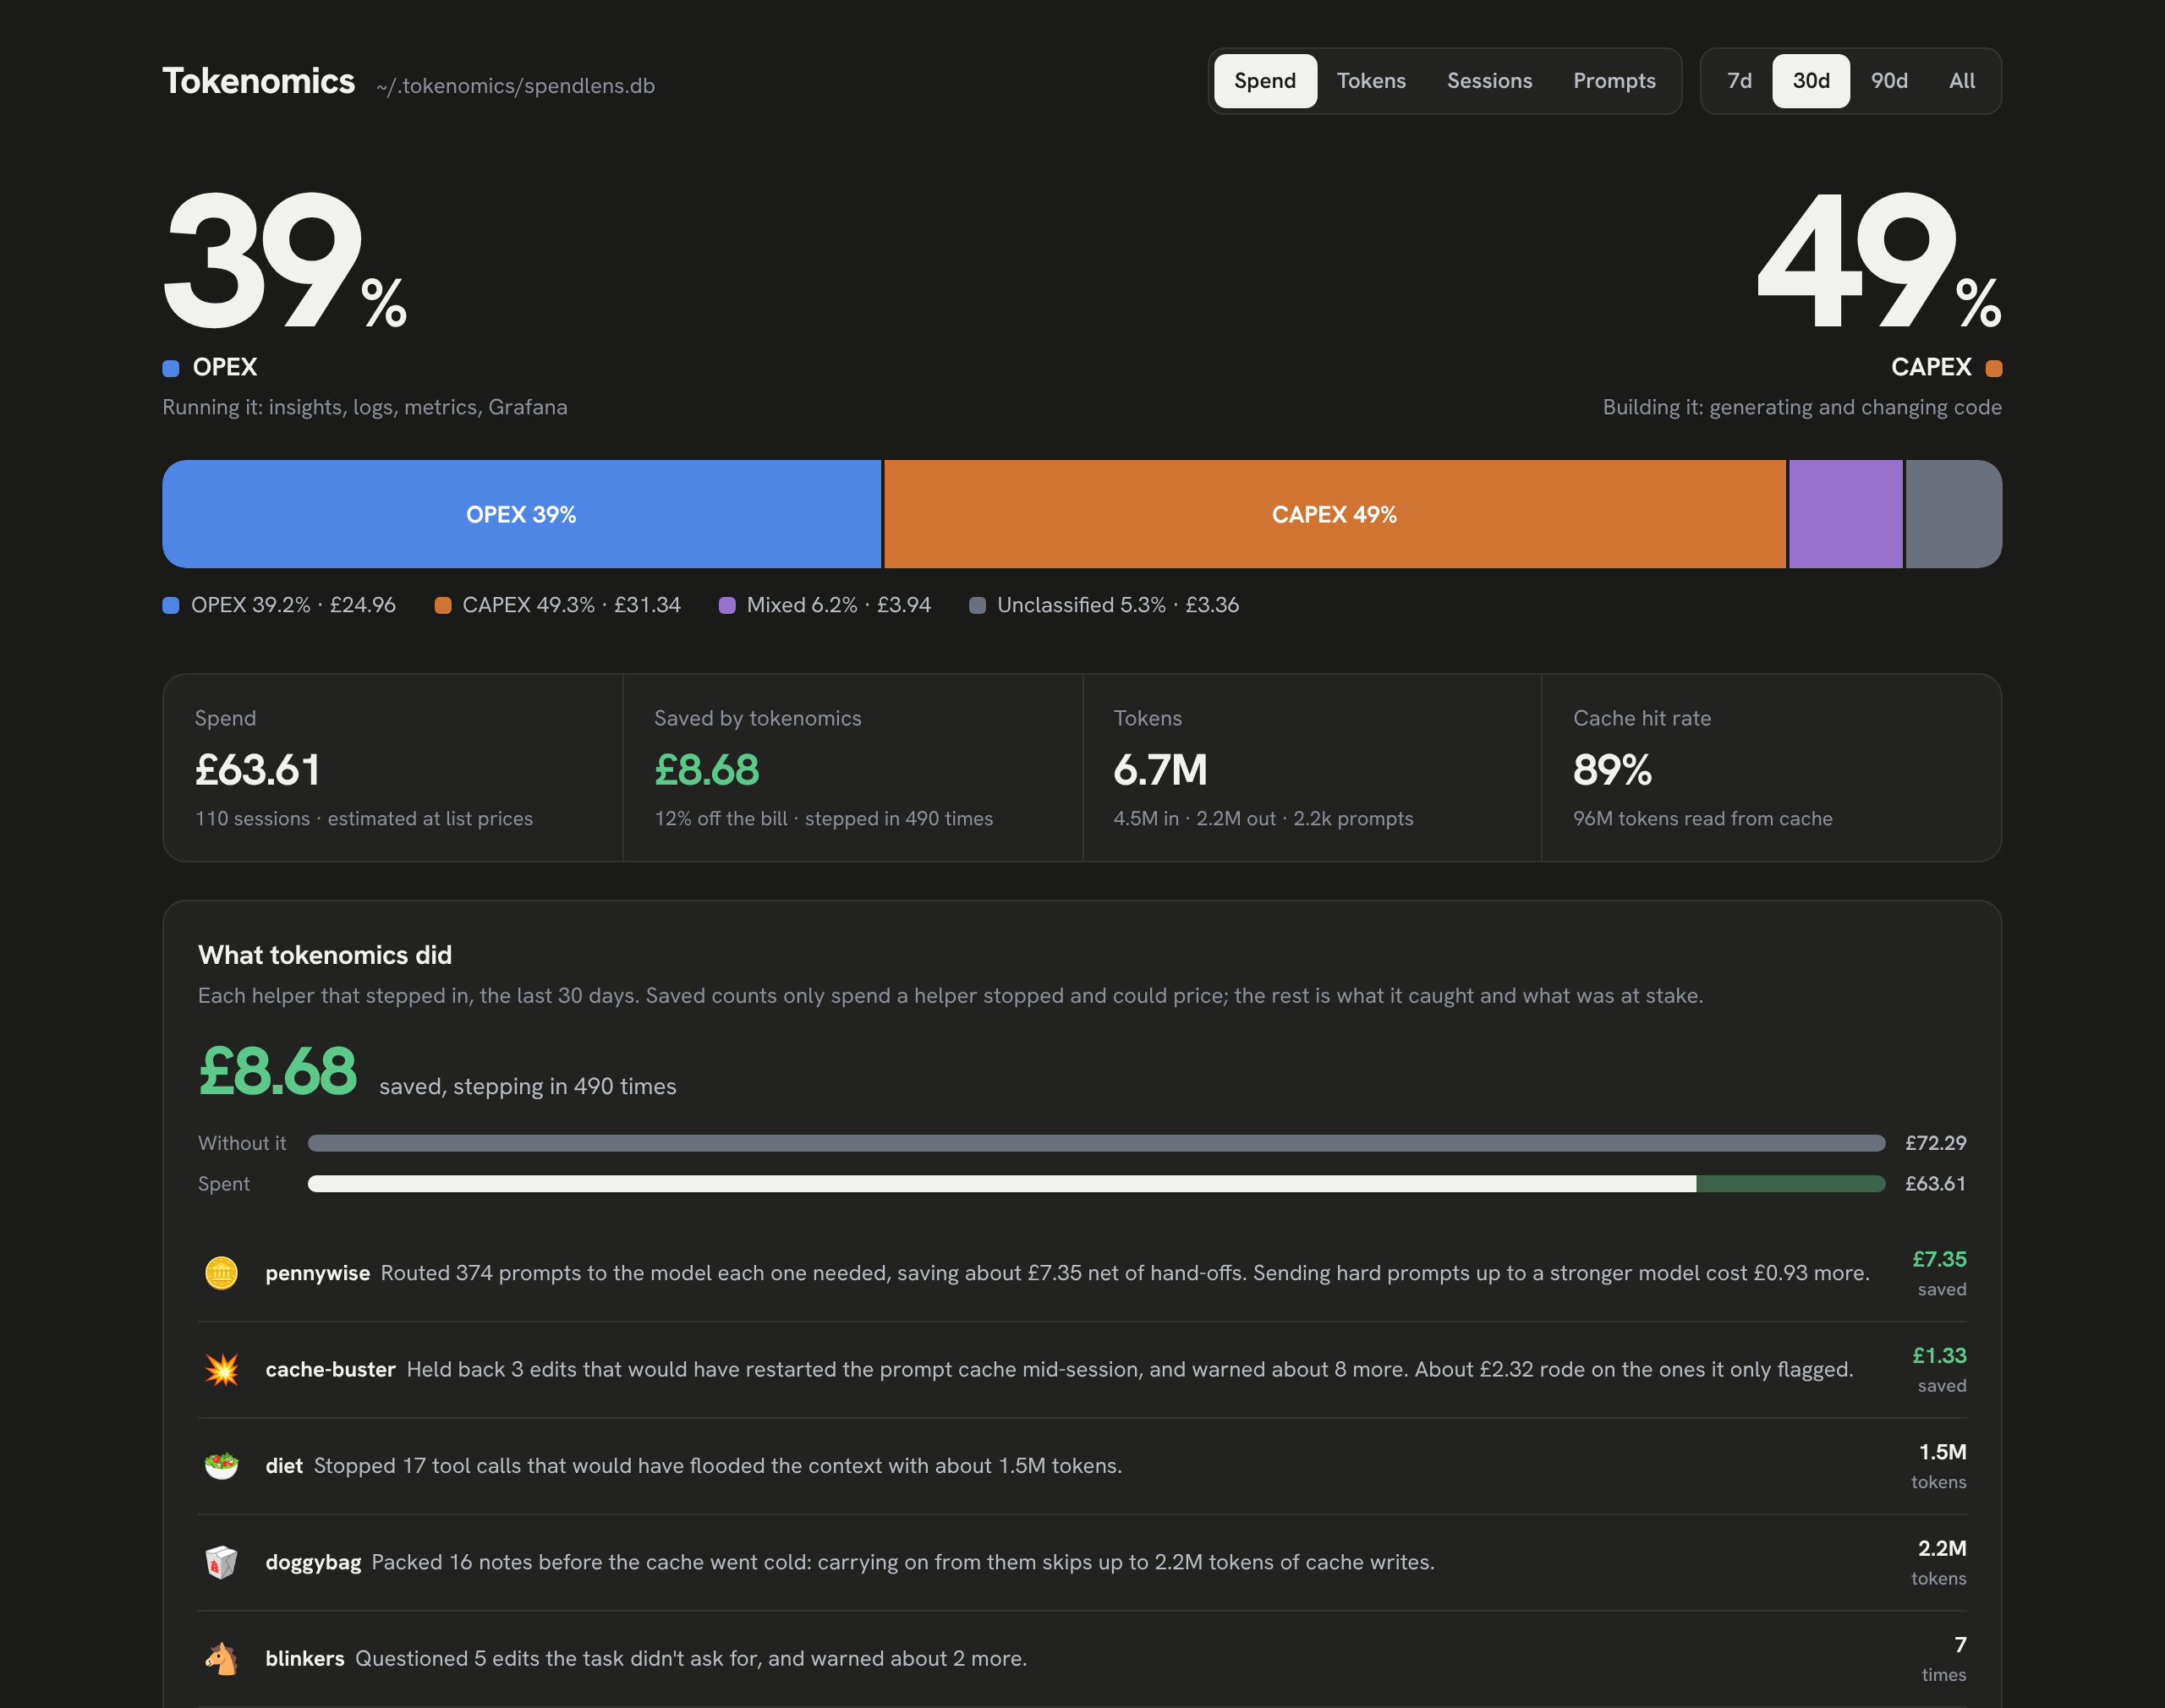 Tokenomics ~/.tokenomics/spendlens.db
Spend Tokens Sessions Prompts
7d 30d 90d All
39%
OPEX
Running it: insights, logs, metrics, Grafana
49%
CAPEX
Building it: generating and changing code
OPEX 39%
CAPEX 49%
OPEX 39.2% · £24.96
CAPEX 49.3% · £31.34
Mixed 6.2% · £3.94
Unclassified 5.3% · £3.36
Spend
£63.61
110 sessions · estimated at list prices
Saved by tokenomics
£8.68
12% off the bill · stepped in 490 times
Tokens
6.7M
4.5M in · 2.2M out · 2.2k prompts
Cache hit rate
89%
96M tokens read from cache
What tokenomics did
Each helper that stepped in, the last 30 days. Saved counts only spend a helper stopped and could price; the rest is what it caught and what was at stake.
£8.68 saved, stepping in 490 times
Without it £72.29
Spent £63.61
pennywise Routed 374 prompts to the model each one needed, saving about £7.35 net of hand-offs. Sending hard prompts up to a stronger model cost £0.93 more.
£7.35
saved
cache-buster Held back 3 edits that would have restarted the prompt cache mid-session, and warned about 8 more. About £2.32 rode on the ones it only flagged.
£1.33
saved
diet Stopped 17 tool calls that would have flooded the context with about 1.5M tokens.
1.5M
tokens
doggybag Packed 16 notes before the cache went cold: carrying on from them skips up to 2.2M tokens of cache writes.
2.2M
tokens
blinkers Questioned 5 edits the task didn't ask for, and warned about 2 more.
7
times